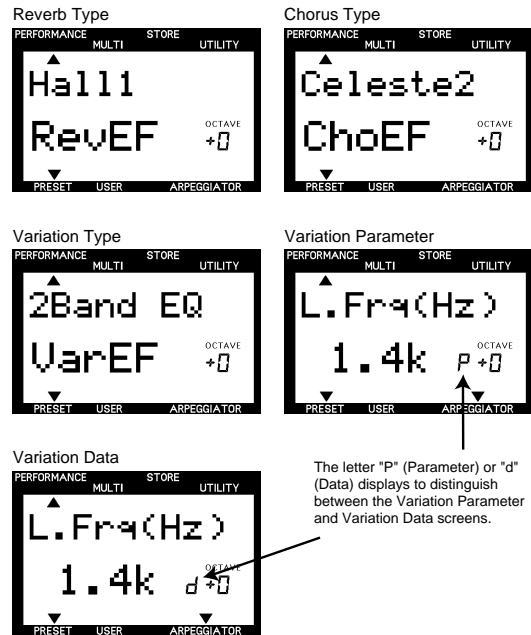 Reverb Type
PERFORMANCE MULTI STORE UTILITY
Hall1
RevEF OCTAVE +0
PRESET USER ARPEGGIATOR
Chorus Type
PERFORMANCE MULTI STORE UTILITY
Celeste2
ChoEF OCTAVE +0
PRESET USER ARPEGGIATOR
Variation Type
PERFORMANCE MULTI STORE UTILITY
2Band EQ
VarEF OCTAVE +0
PRESET USER ARPEGGIATOR
Variation Parameter
PERFORMANCE MULTI STORE UTILITY
L.Frq(Hz)
1.4k P OCTAVE +0
PRESET USER ARPEGGIATOR
Variation Data
PERFORMANCE MULTI STORE UTILITY
L.Frq(Hz)
1.4k d OCTAVE +0
PRESET USER ARPEGGIATOR
The letter "P" (Parameter) or "d"
(Data) displays to distinguish
between the Variation Parameter
and Variation Data screens.